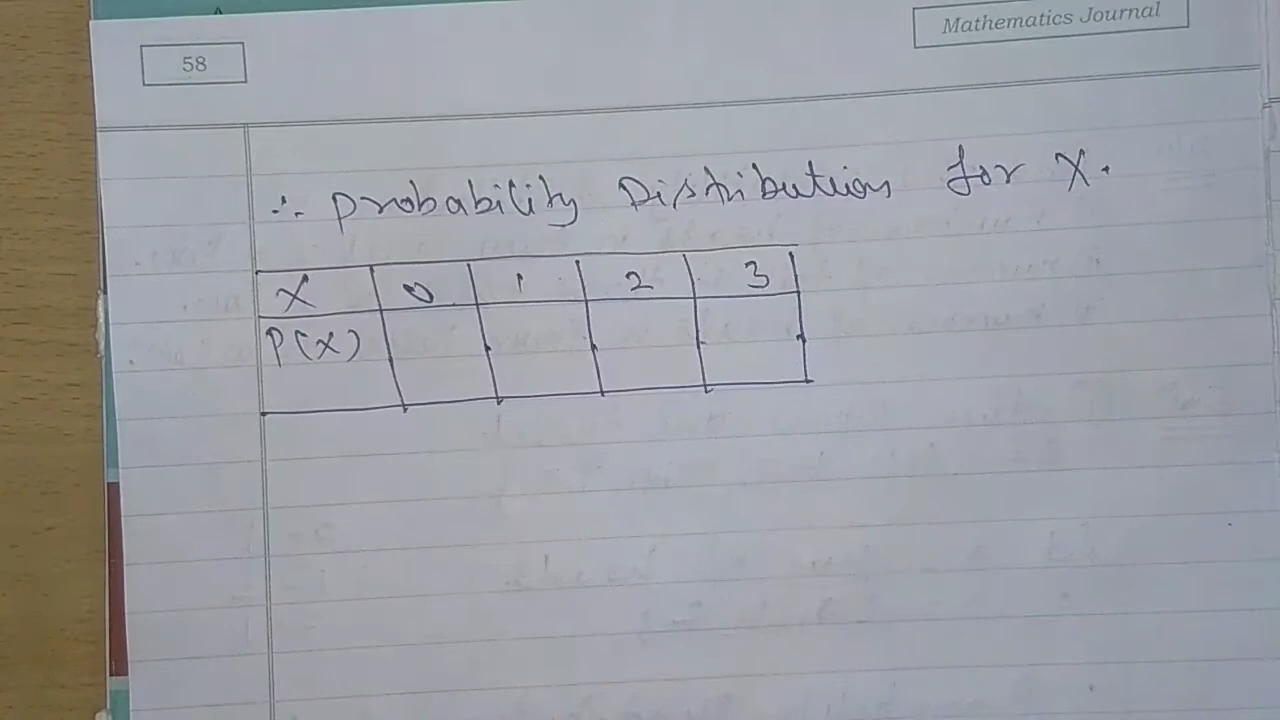 58
Mathematics Journal
∴ Probability Distribution for X.
X 0 1 2 3
P(X)